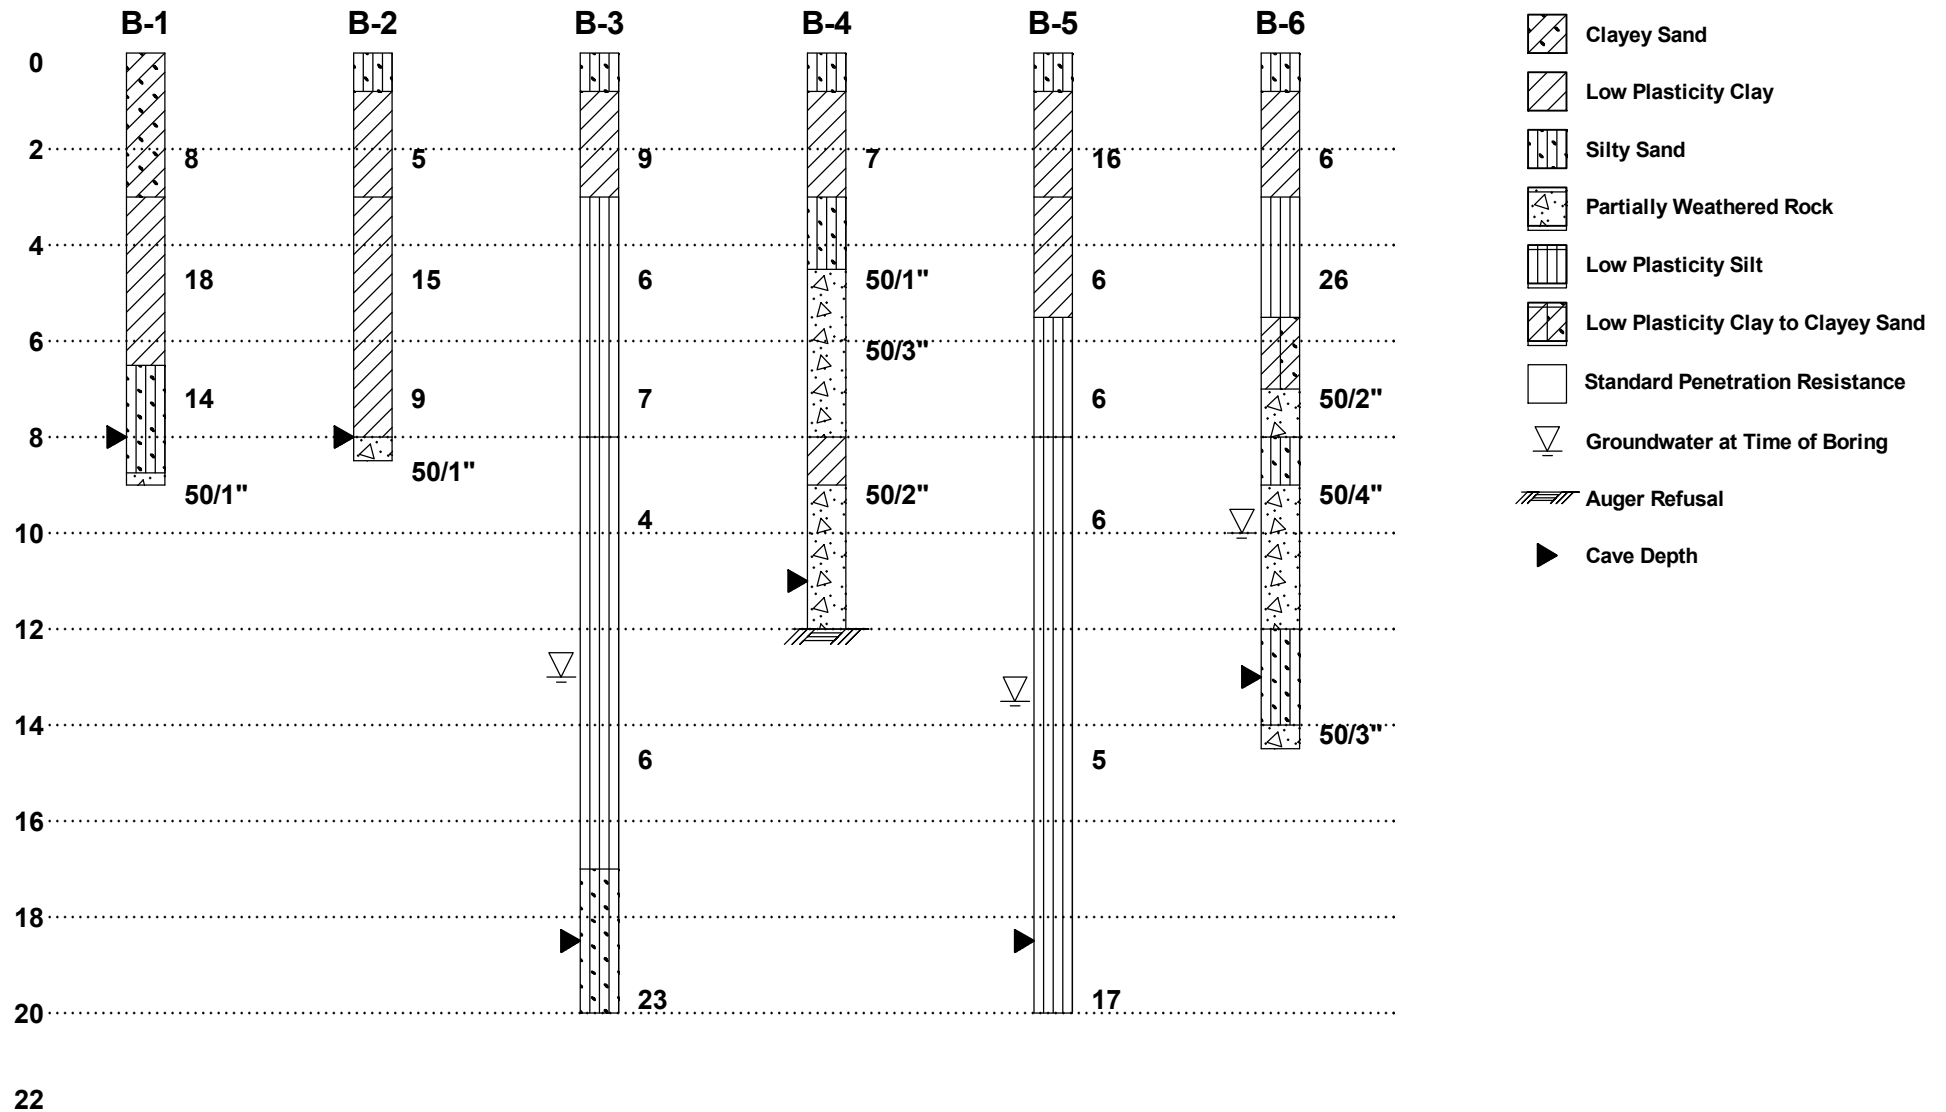 B-1 B-2 B-3 B-4 B-5 B-6
0
2 8 5 9 7 16 6
4
18 15 6 50/1" 6 26
6
50/3"
14 9 7 6 50/2"
8
50/1"
50/1" 50/2" 50/4"
4 6
10
12
14
50/3"
6 5
16
18
23 17
20
22
Clayey Sand
Low Plasticity Clay
Silty Sand
Partially Weathered Rock
Low Plasticity Silt
Low Plasticity Clay to Clayey Sand
Standard Penetration Resistance
Groundwater at Time of Boring
Auger Refusal
Cave Depth